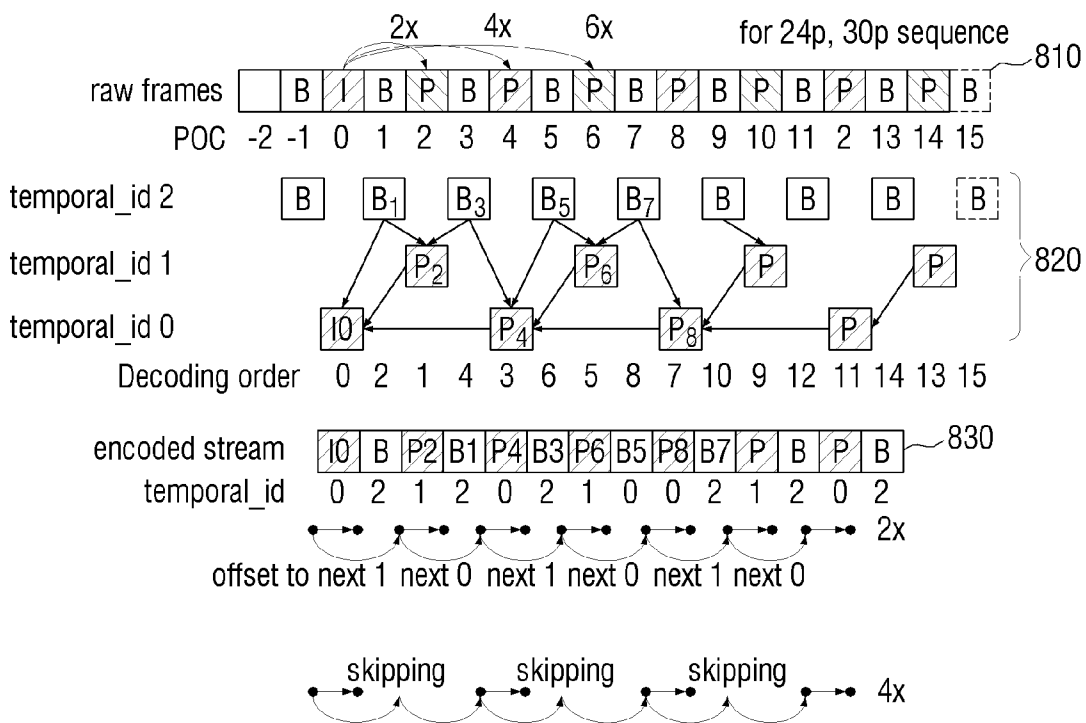 2x 4x 6x for 24p, 30p sequence
810
raw frames B I B P B P B P B P B P B P B P B
POC -2 -1 0 1 2 3 4 5 6 7 8 9 10 11 2 13 14 15
temporal_id 2 B B1 B3 B5 B7 B B B B
temporal_id 1 P2 P6 P P
820
temporal_id 0 I0 P4 P8 P
Decoding order 0 2 1 4 3 6 5 8 7 10 9 12 11 14 13 15
encoded stream I0 B P2 B1 P4 B3 P6 B5 P8 B7 P B P B 830
temporal_id 0 2 1 2 0 2 1 0 0 2 1 2 0 2
2x
offset to next 1 next 0 next 1 next 0 next 1 next 0
skipping skipping skipping
4x